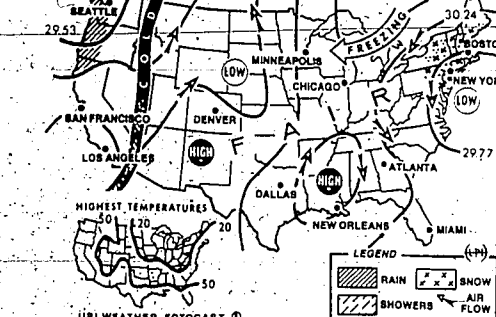 SEATTLE
29.53
COLD
LOW
MINNEAPOLIS
FREEZING
30.24
BOSTON
NEW YORK
LOW
CHICAGO
SAN FRANCISCO
DENVER
FAIR
LOS ANGELES
HIGH
29.77
ATLANTA
DALLAS
HIGH
NEW ORLEANS
MIAMI
HIGHEST TEMPERATURES
50 20
20
50
LEGEND
RAIN
SNOW
SHOWERS
AIR
FLOW
UPI WEATHER FOTOCAST